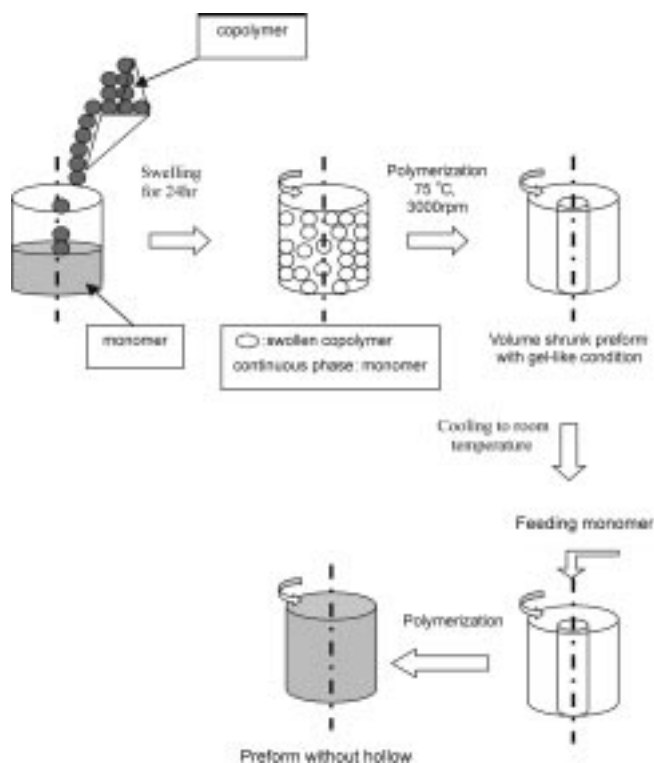 copolymer
Swelling
for 24hr
Polymerization
75 °C,
3000rpm
monomer
:swollen copolymer
continuous phase: monomer
Volume shrunk preform
with gel-like condition
Cooling to room
temperature
Feeding monomer
Polymerization
Preform without hollow